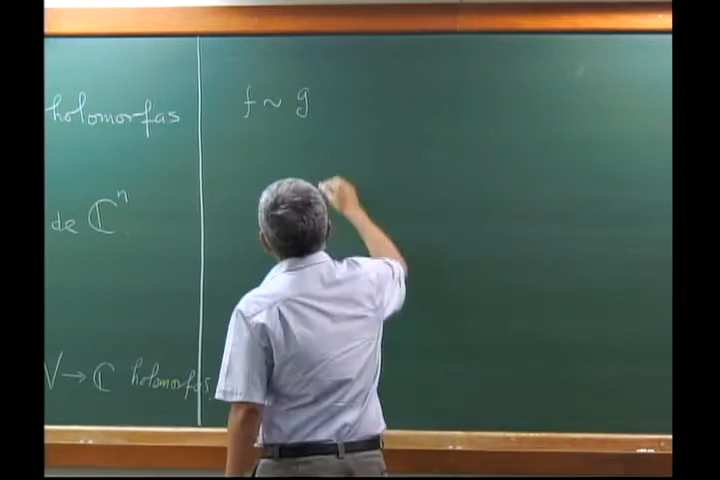 holomorfas
de ℂⁿ
V → ℂ holomorfas.
f ~ g